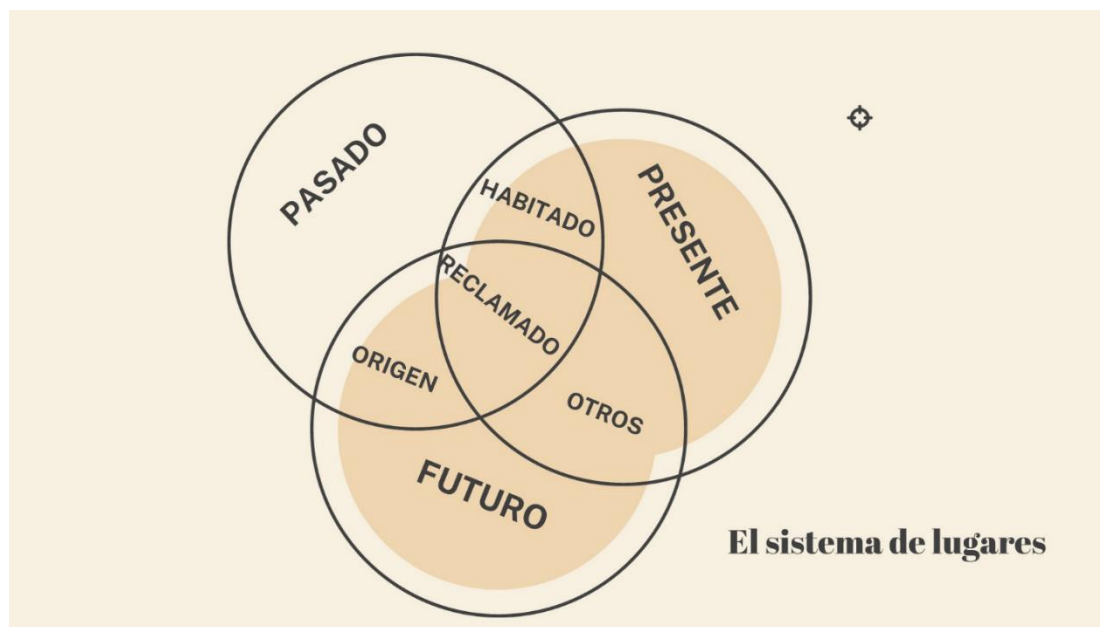 PASADO
PRESENTE
HABITADO
RECLAMADO
ORIGEN
OTROS
FUTURO
El sistema de lugares